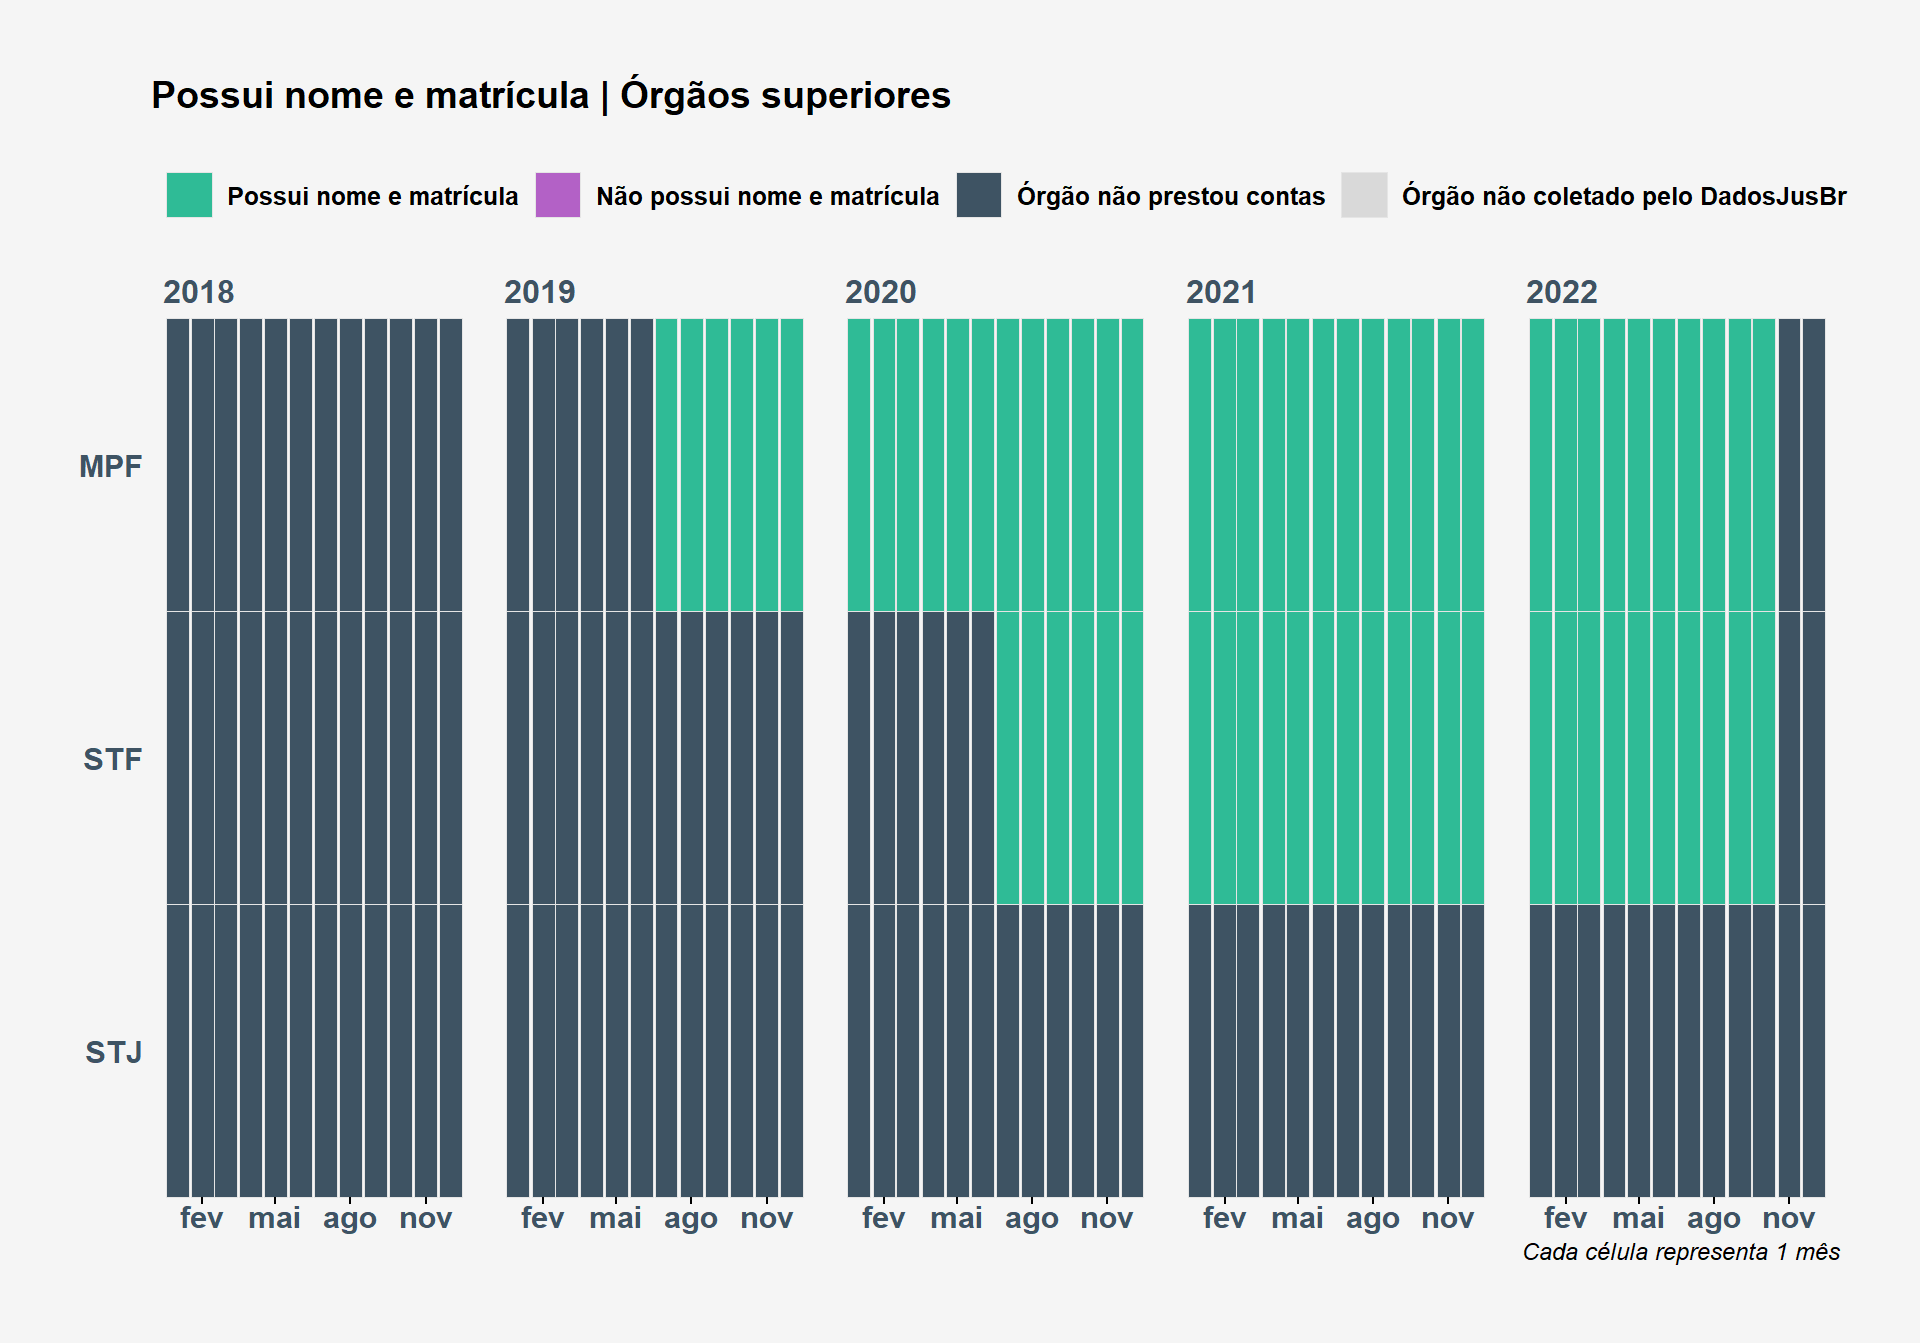 Possui nome e matrícula | Órgãos superiores
Possui nome e matrícula Não possui nome e matrícula Órgão não prestou contas Órgão não coletado pelo DadosJusBr
2018 2019 2020 2021 2022
MPF
STF
STJ
fev mai ago nov fev mai ago nov fev mai ago nov fev mai ago nov fev mai ago nov
Cada célula representa 1 mês